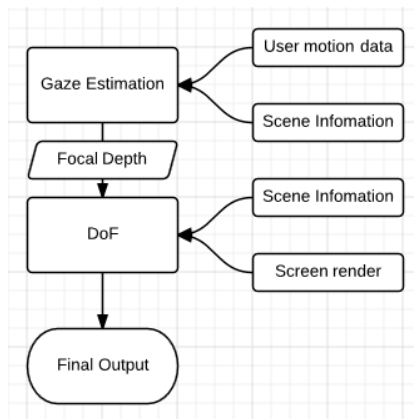 User motion data
Gaze Estimation
Scene Infomation
Focal Depth
Scene Infomation
DoF
Screen render
Final Output